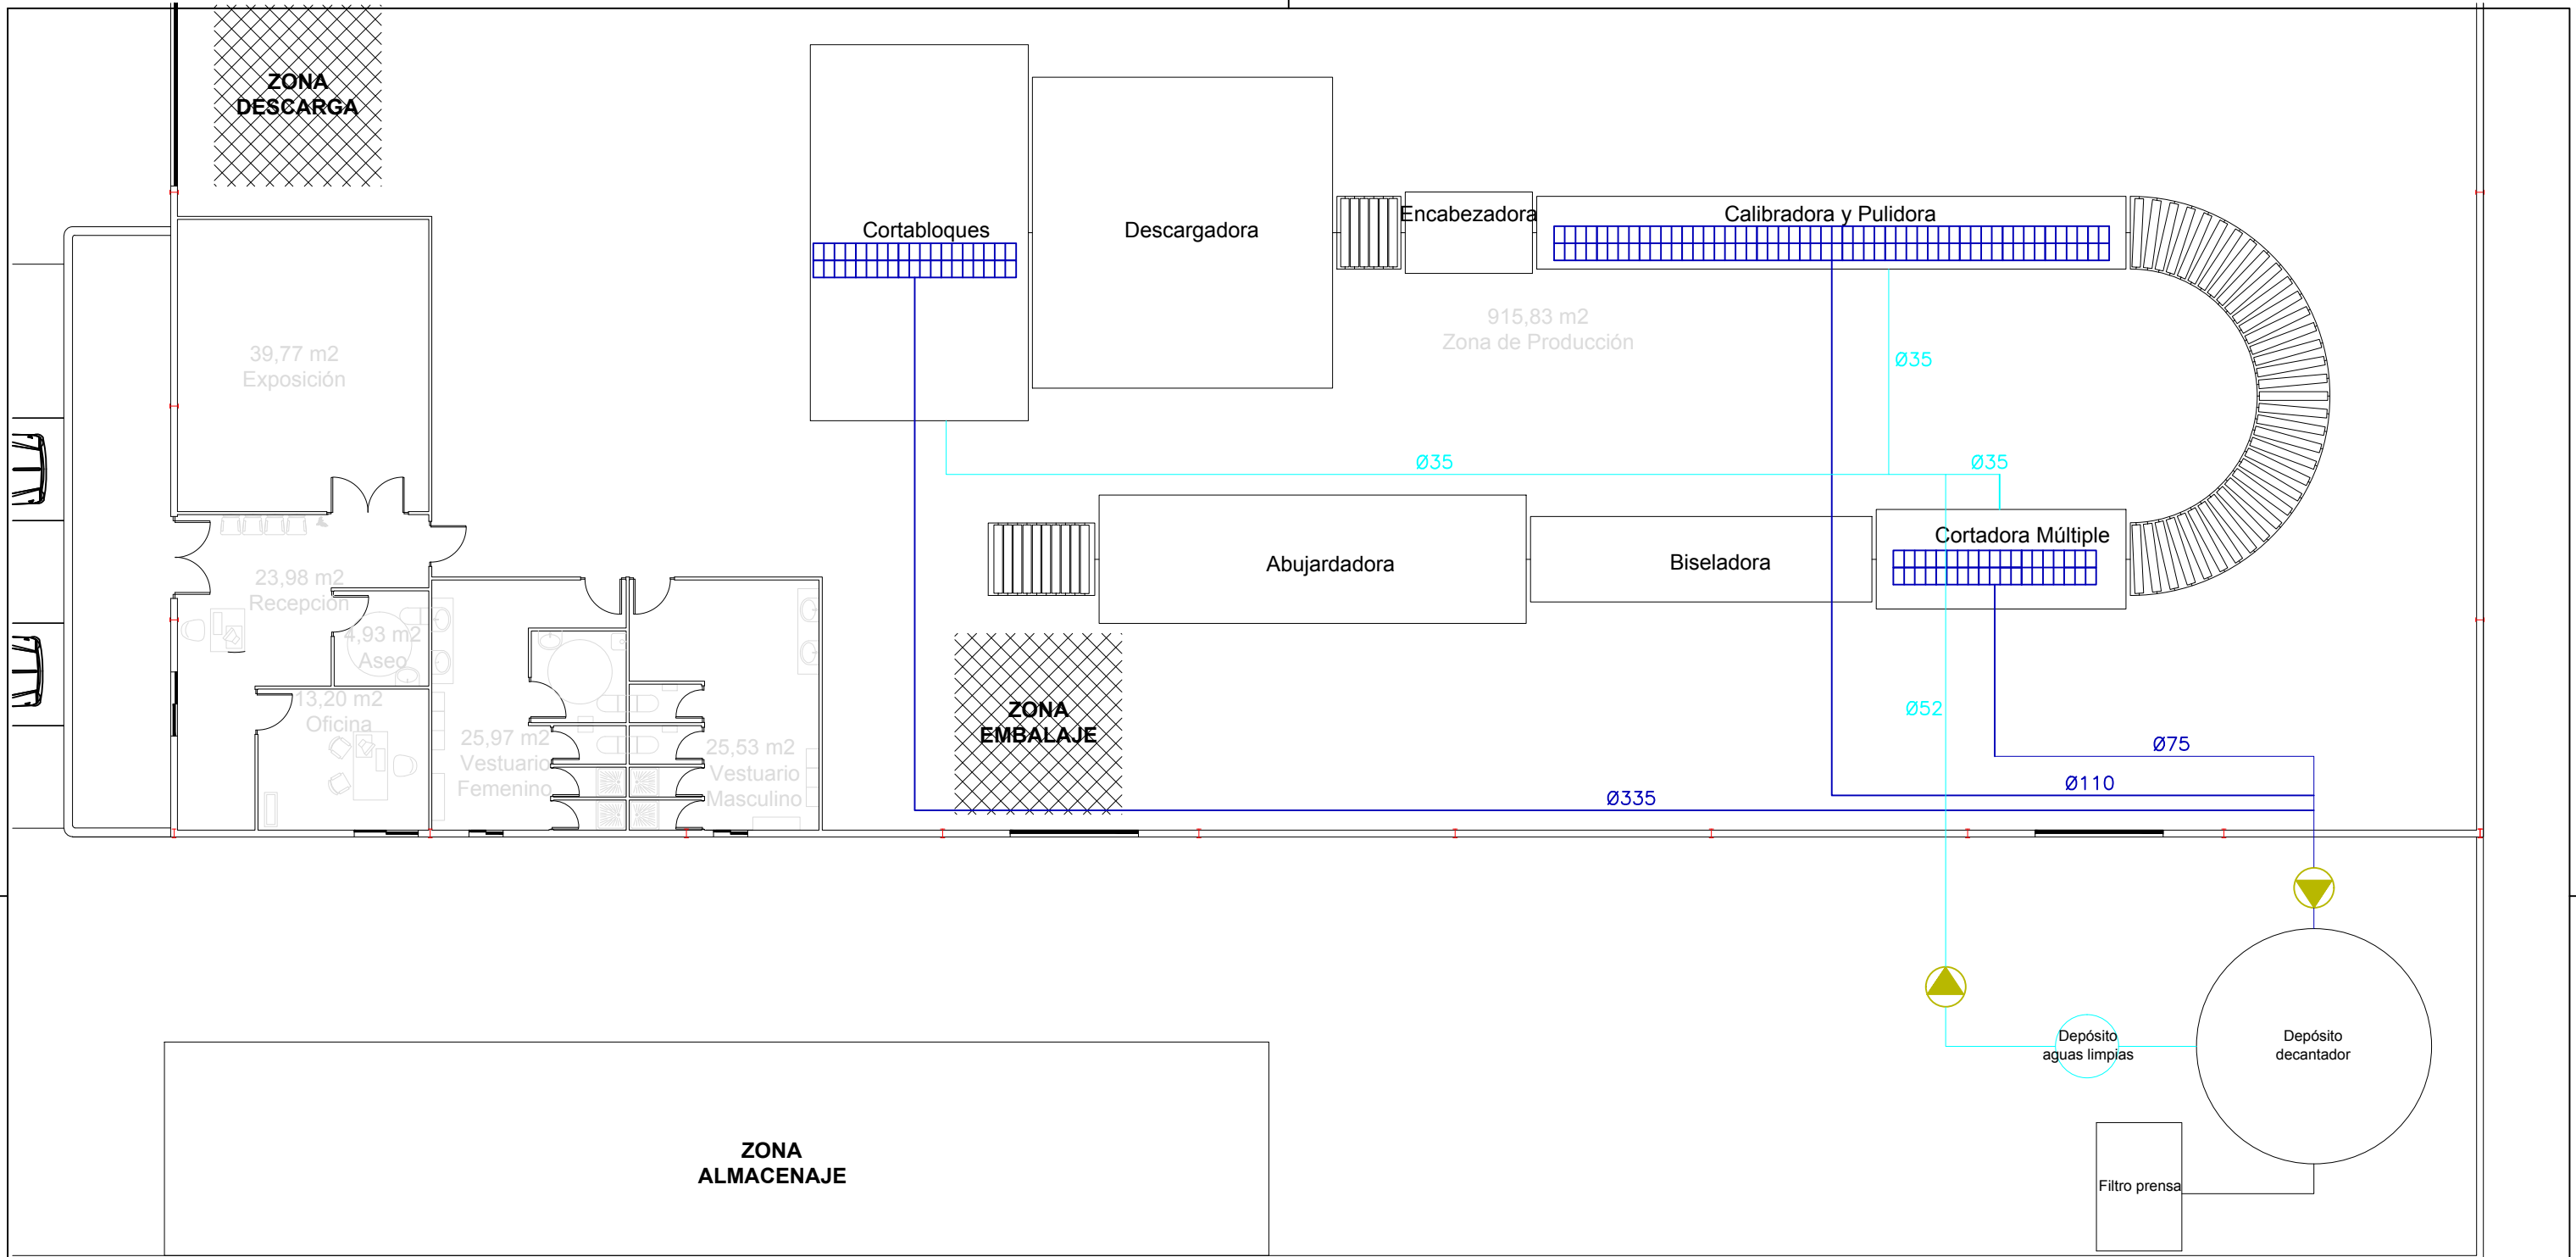 ZONA
DESCARGA
Cortabloques
Descargadora
Encabezadora
Calibradora y Pulidora
915,83 m2
Zona de Producción
39,77 m2
Exposición
Ø35
Ø35
Ø35
Abujardadora
Biseladora
Cortadora Múltiple
23,98 m2
Recepción
4,93 m2
Aseo
13,20 m2
Oficina
25,97 m2
Vestuario
Femenino
25,53 m2
Vestuario
Masculino
ZONA
EMBALAJE
Ø52
Ø75
Ø110
Ø335
Depósito
aguas limpias
Depósito
decantador
Filtro prensa
ZONA
ALMACENAJE